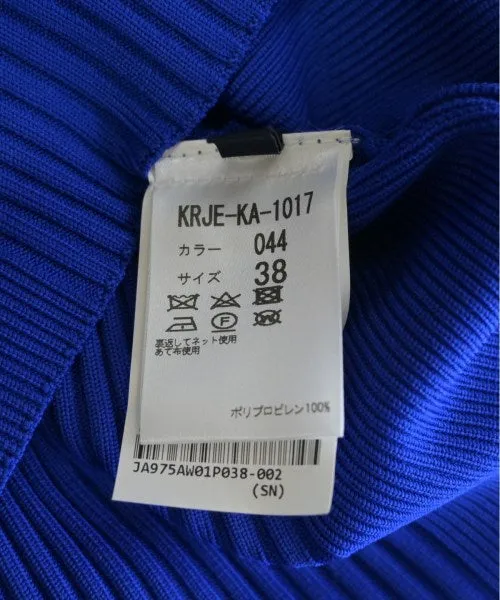 KRJE-KA-1017
カラー 044
サイズ 38
裏返してネット使用
あて布使用
ポリプロピレン100%
JA975AW01P038-002
(SN)